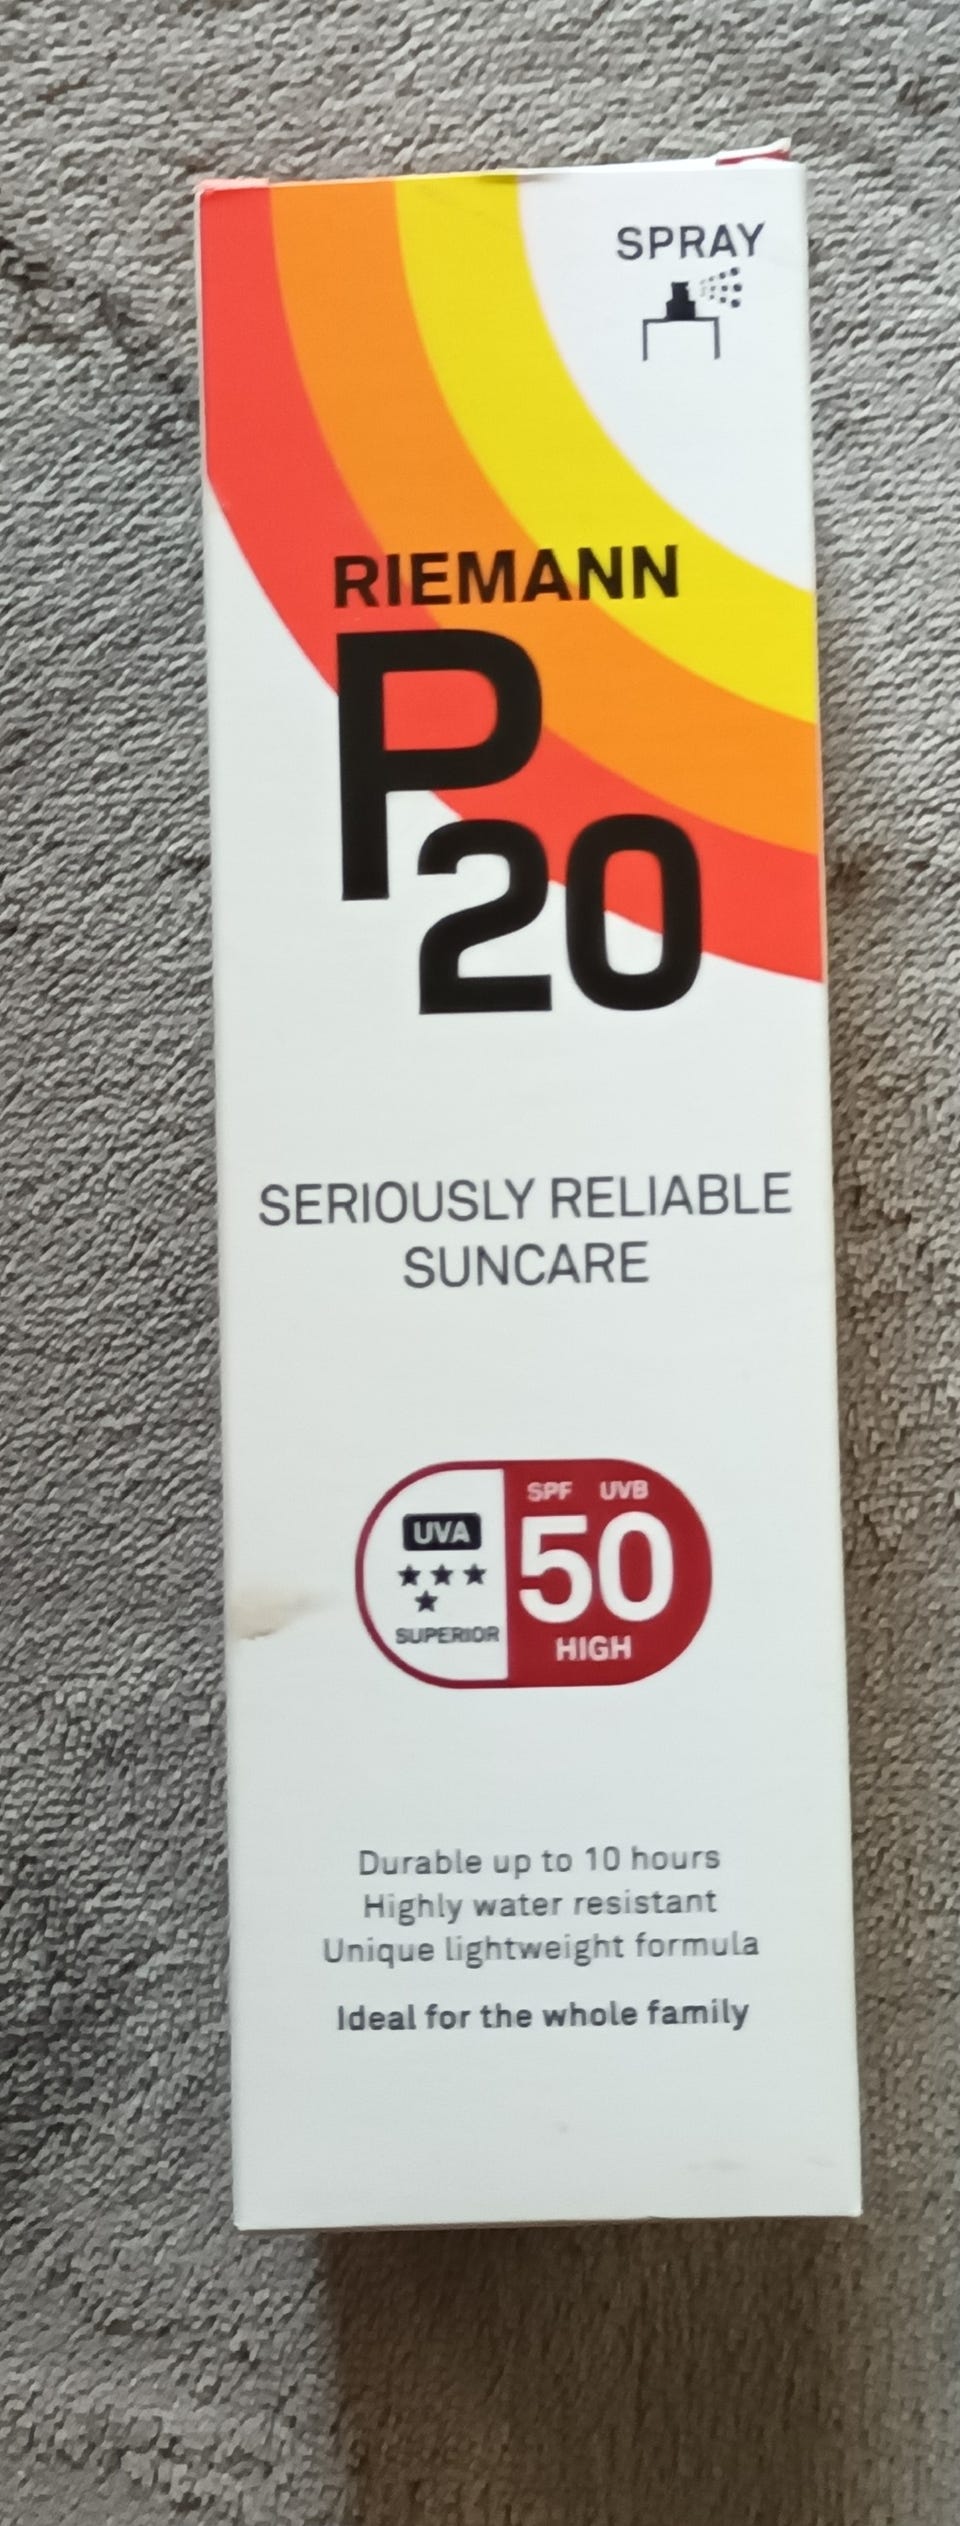 SPRAY
RIEMANN
P
20
SERIOUSLY RELIABLE
SUNCARE
UVA
SUPERIOR
SPF UVB
50
HIGH
Durable up to 10 hours
Highly water resistant
Unique lightweight formula
Ideal for the whole family